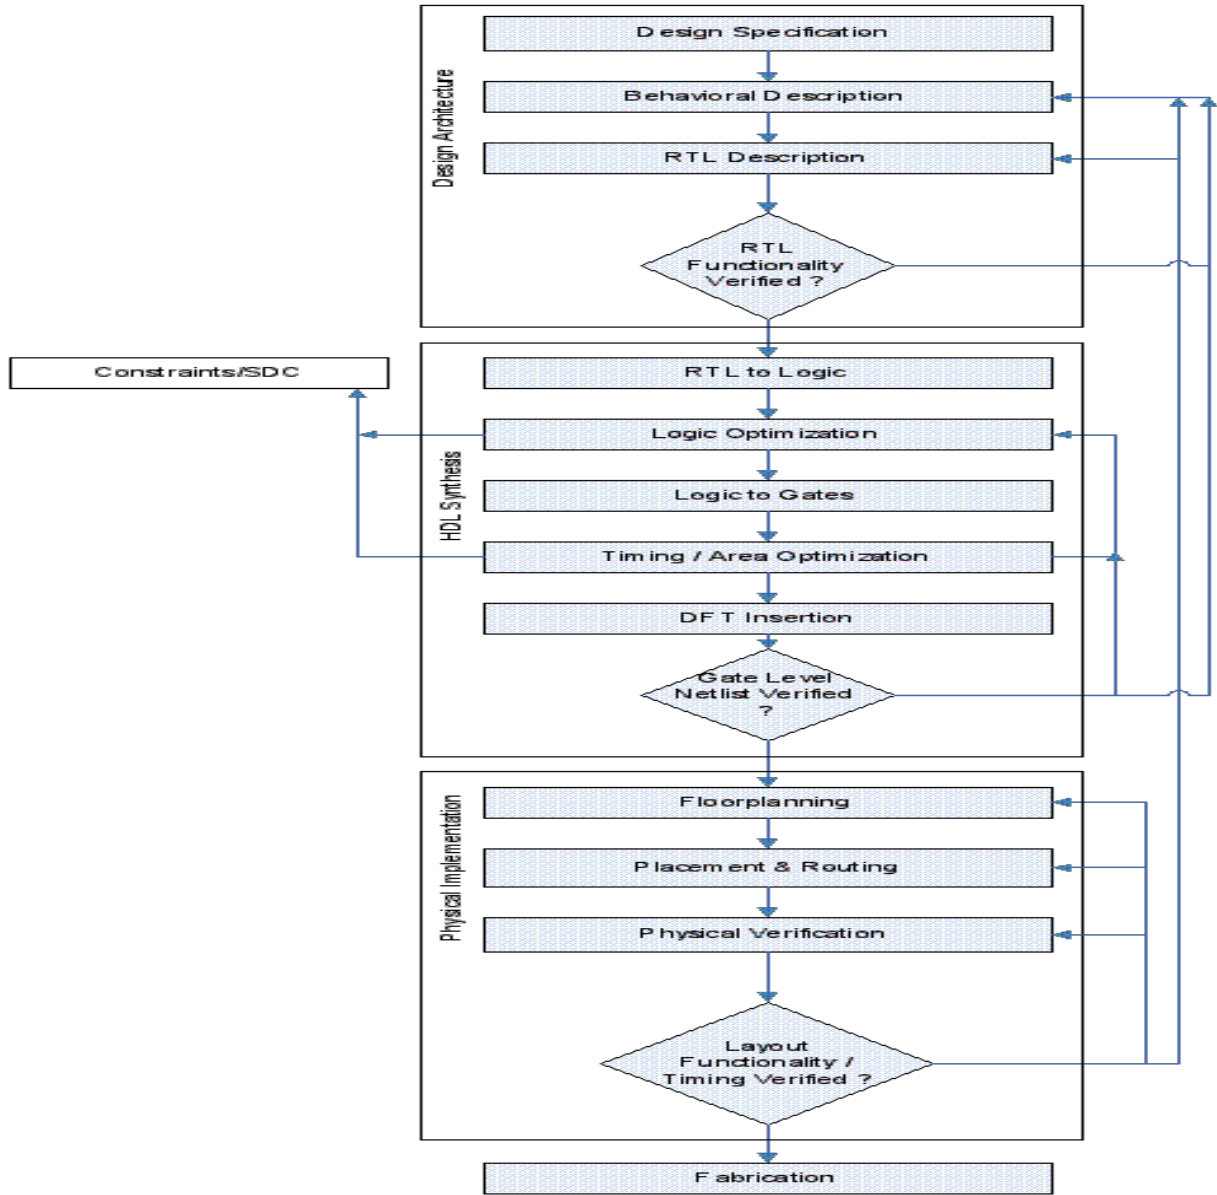 Design Specification
Design Architecture
Behavioral Description
RTL Description
RTL
Functionality
Verified ?
Constraints/SDC
RTL to Logic
HDL Synthesis
Logic Optimization
Logic to Gates
Timing / Area Optimization
DFT Insertion
Gate Level
Netlist Verified
?
Physical Implementation
Floorplanning
Placement & Routing
Physical Verification
Layout
Functionality /
Timing Verified ?
Fabrication